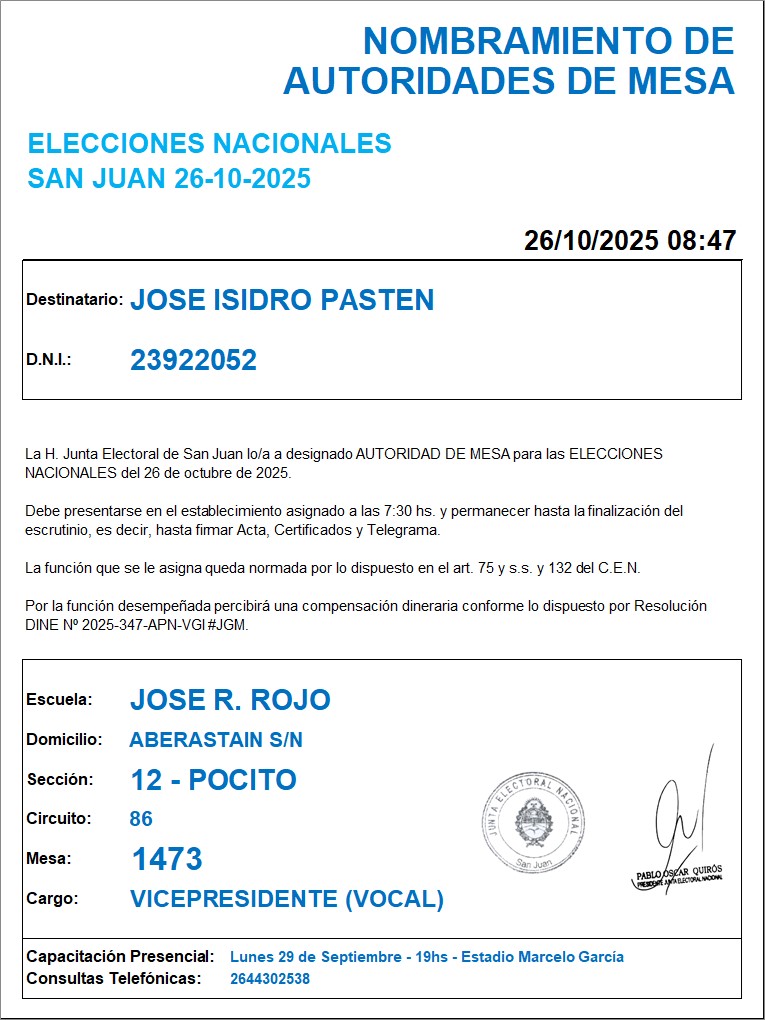 NOMBRAMIENTO DE
AUTORIDADES DE MESA
ELECCIONES NACIONALES
SAN JUAN 26-10-2025
26/10/2025 08:47
Destinatario: JOSE ISIDRO PASTEN
D.N.I.: 23922052
La H. Junta Electoral de San Juan lo/a a designado AUTORIDAD DE MESA para las ELECCIONES
NACIONALES del 26 de octubre de 2025.
Debe presentarse en el establecimiento asignado a las 7:30 hs. y permanecer hasta la finalización del
escrutinio, es decir, hasta firmar Acta, Certificados y Telegrama.
La función que se le asigna queda normada por lo dispuesto en el art. 75 y s.s. y 132 del C.E.N.
Por la función desempeñada percibirá una compensación dineraria conforme lo dispuesto por Resolución
DINE Nº 2025-347-APN-VGI#JGM.
Escuela: JOSE R. ROJO
Domicilio: ABERASTAIN S/N
Sección: 12 - POCITO
Circuito: 86
Mesa: 1473
Cargo: VICEPRESIDENTE (VOCAL)
JUNTA ELECTORAL NACIONAL
San Juan
PABLO OSCAR QUIRÓS
PRESIDENTE JUNTA ELECTORAL NACIONAL
Capacitación Presencial: Lunes 29 de Septiembre - 19hs - Estadio Marcelo García
Consultas Telefónicas: 2644302538